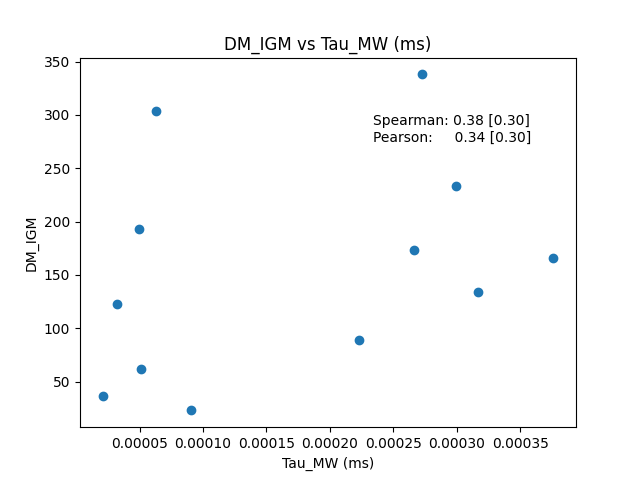 DM_IGM vs Tau_MW (ms)
350
300
250
200
150
100
50
DM_IGM
Spearman: 0.38 [0.30]
Pearson: 0.34 [0.30]
0.00005 0.00010 0.00015 0.00020 0.00025 0.00030 0.00035
Tau_MW (ms)